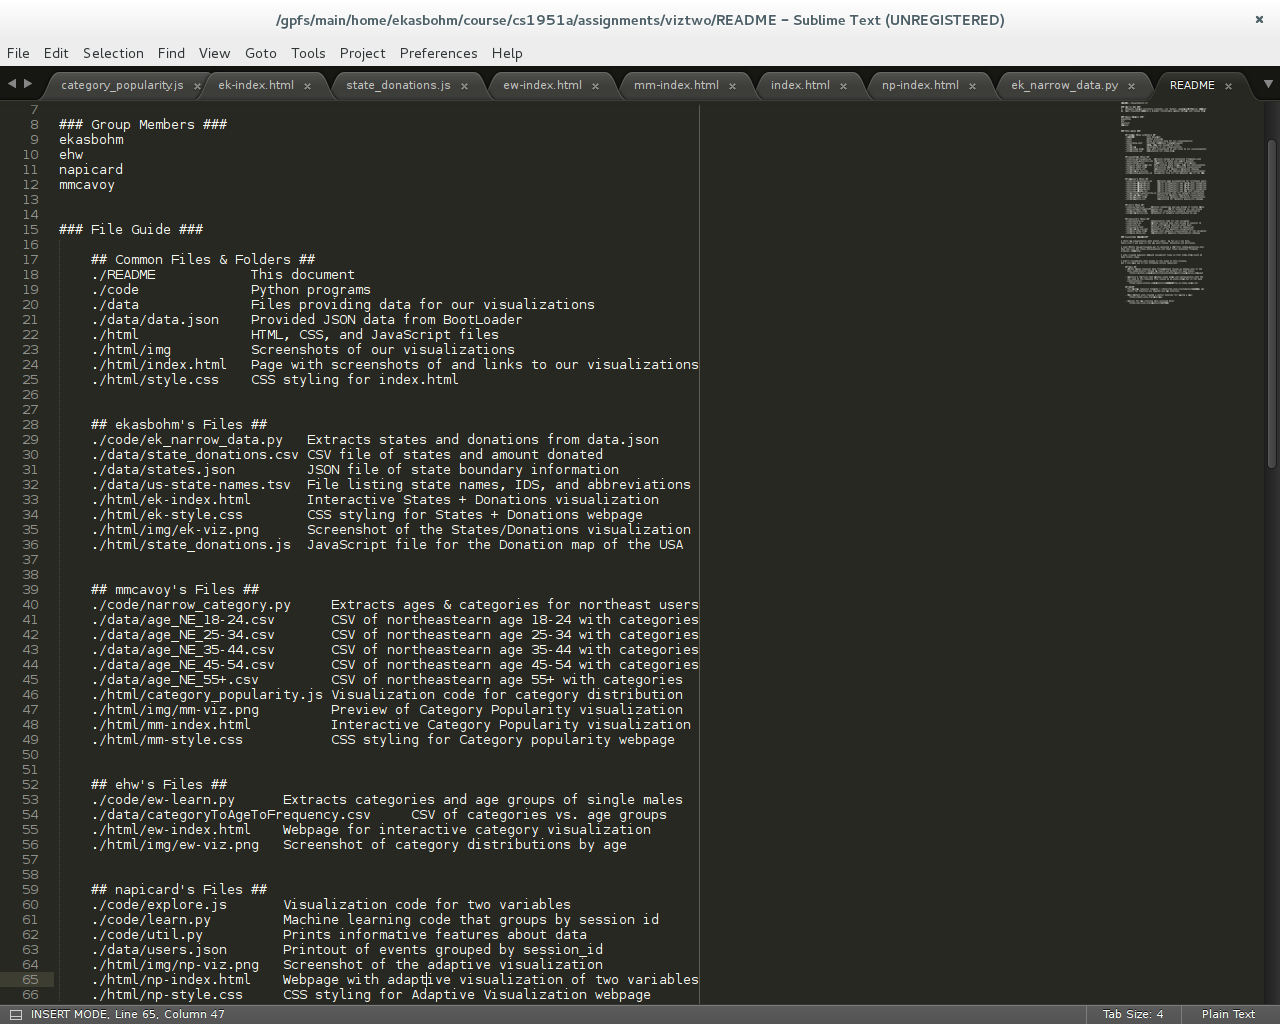 /gpfs/main/home/ekasbohm/course/cs1951a/assignments/viztwo/README – Sublime Text (UNREGISTERED)
File Edit Selection Find View Goto Tools Project Preferences Help
category_popularity.js ek-index.html state_donations.js ew-index.html mm-index.html index.html np-index.html ek_narrow_data.py README
7
8 ### Group Members ###
9 ekasbohm
10 ehw
11 napicard
12 mmcavoy
13
14
15 ### File Guide ###
16
17 ## Common Files & Folders ##
18 ./README This document
19 ./code Python programs
20 ./data Files providing data for our visualizations
21 ./data/data.json Provided JSON data from BootLoader
22 ./html HTML, CSS, and JavaScript files
23 ./html/img Screenshots of our visualizations
24 ./html/index.html Page with screenshots of and links to our visualizations
25 ./html/style.css CSS styling for index.html
26
27
28 ## ekasbohm's Files ##
29 ./code/ek_narrow_data.py Extracts states and donations from data.json
30 ./data/state_donations.csv CSV file of states and amount donated
31 ./data/states.json JSON file of state boundary information
32 ./data/us-state-names.tsv File listing state names, IDS, and abbreviations
33 ./html/ek-index.html Interactive States + Donations visualization
34 ./html/ek-style.css CSS styling for States + Donations webpage
35 ./html/img/ek-viz.png Screenshot of the States/Donations visualization
36 ./html/state_donations.js JavaScript file for the Donation map of the USA
37
38
39 ## mmcavoy's Files ##
40 ./code/narrow_category.py Extracts ages & categories for northeast users
41 ./data/age_NE_18-24.csv CSV of northeastearn age 18-24 with categories
42 ./data/age_NE_25-34.csv CSV of northeastearn age 25-34 with categories
43 ./data/age_NE_35-44.csv CSV of northeastearn age 35-44 with categories
44 ./data/age_NE_45-54.csv CSV of northeastearn age 45-54 with categories
45 ./data/age_NE_55+.csv CSV of northeastearn age 55+ with categories
46 ./html/category_popularity.js Visualization code for category distribution
47 ./html/img/mm-viz.png Preview of Category Popularity visualization
48 ./html/mm-index.html Interactive Category Popularity visualization
49 ./html/mm-style.css CSS styling for Category popularity webpage
50
51
52 ## ehw's Files ##
53 ./code/ew-learn.py Extracts categories and age groups of single males
54 ./data/categoryToAgeToFrequency.csv CSV of categories vs. age groups
55 ./html/ew-index.html Webpage for interactive category visualization
56 ./html/img/ew-viz.png Screenshot of category distributions by age
57
58
59 ## napicard's Files ##
60 ./code/explore.js Visualization code for two variables
61 ./code/learn.py Machine learning code that groups by session id
62 ./code/util.py Prints informative features about data
63 ./data/users.json Printout of events grouped by session_id
64 ./html/img/np-viz.png Screenshot of the adaptive visualization
65 ./html/np-index.html Webpage with adaptive visualization of two variables
66 ./html/np-style.css CSS styling for Adaptive Visualization webpage
INSERT MODE, Line 65, Column 47 Tab Size: 4 Plain Text